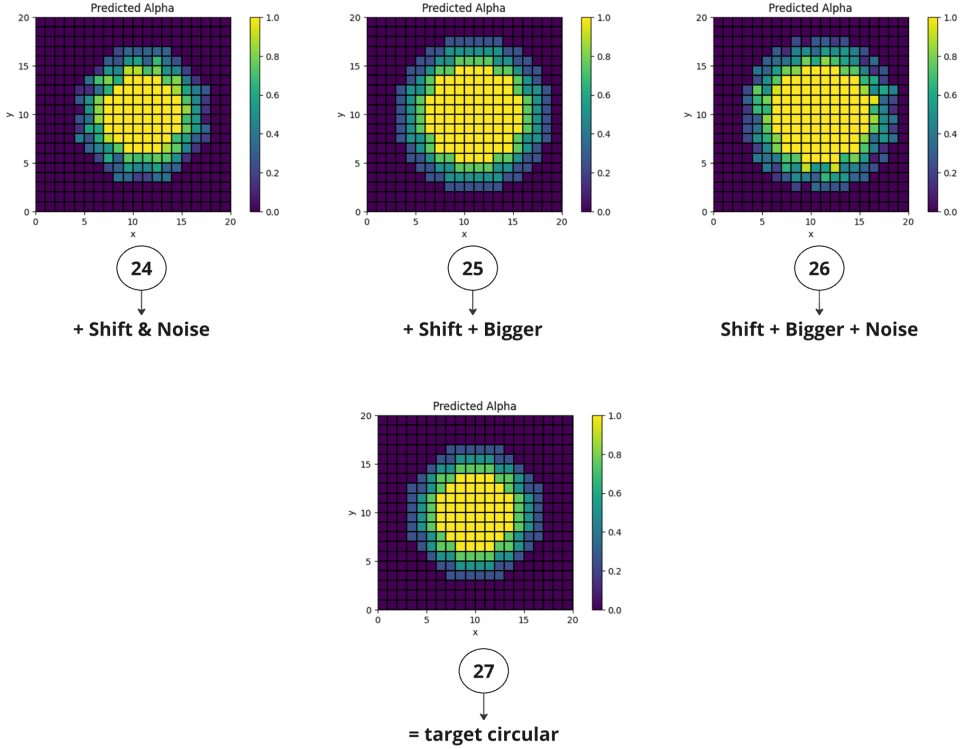 Predicted Alpha
Predicted Alpha
Predicted Alpha
20
15
10
5
0
y
0 5 10 15 20
x
1.0
0.8
0.6
0.4
0.2
0.0
20
15
10
5
0
y
0 5 10 15 20
x
1.0
0.8
0.6
0.4
0.2
0.0
20
15
10
5
0
y
0 5 10 15 20
x
1.0
0.8
0.6
0.4
0.2
0.0
24
25
26
+ Shift & Noise
+ Shift + Bigger
Shift + Bigger + Noise
Predicted Alpha
20
15
10
5
0
y
0 5 10 15 20
x
1.0
0.8
0.6
0.4
0.2
0.0
27
= target circular